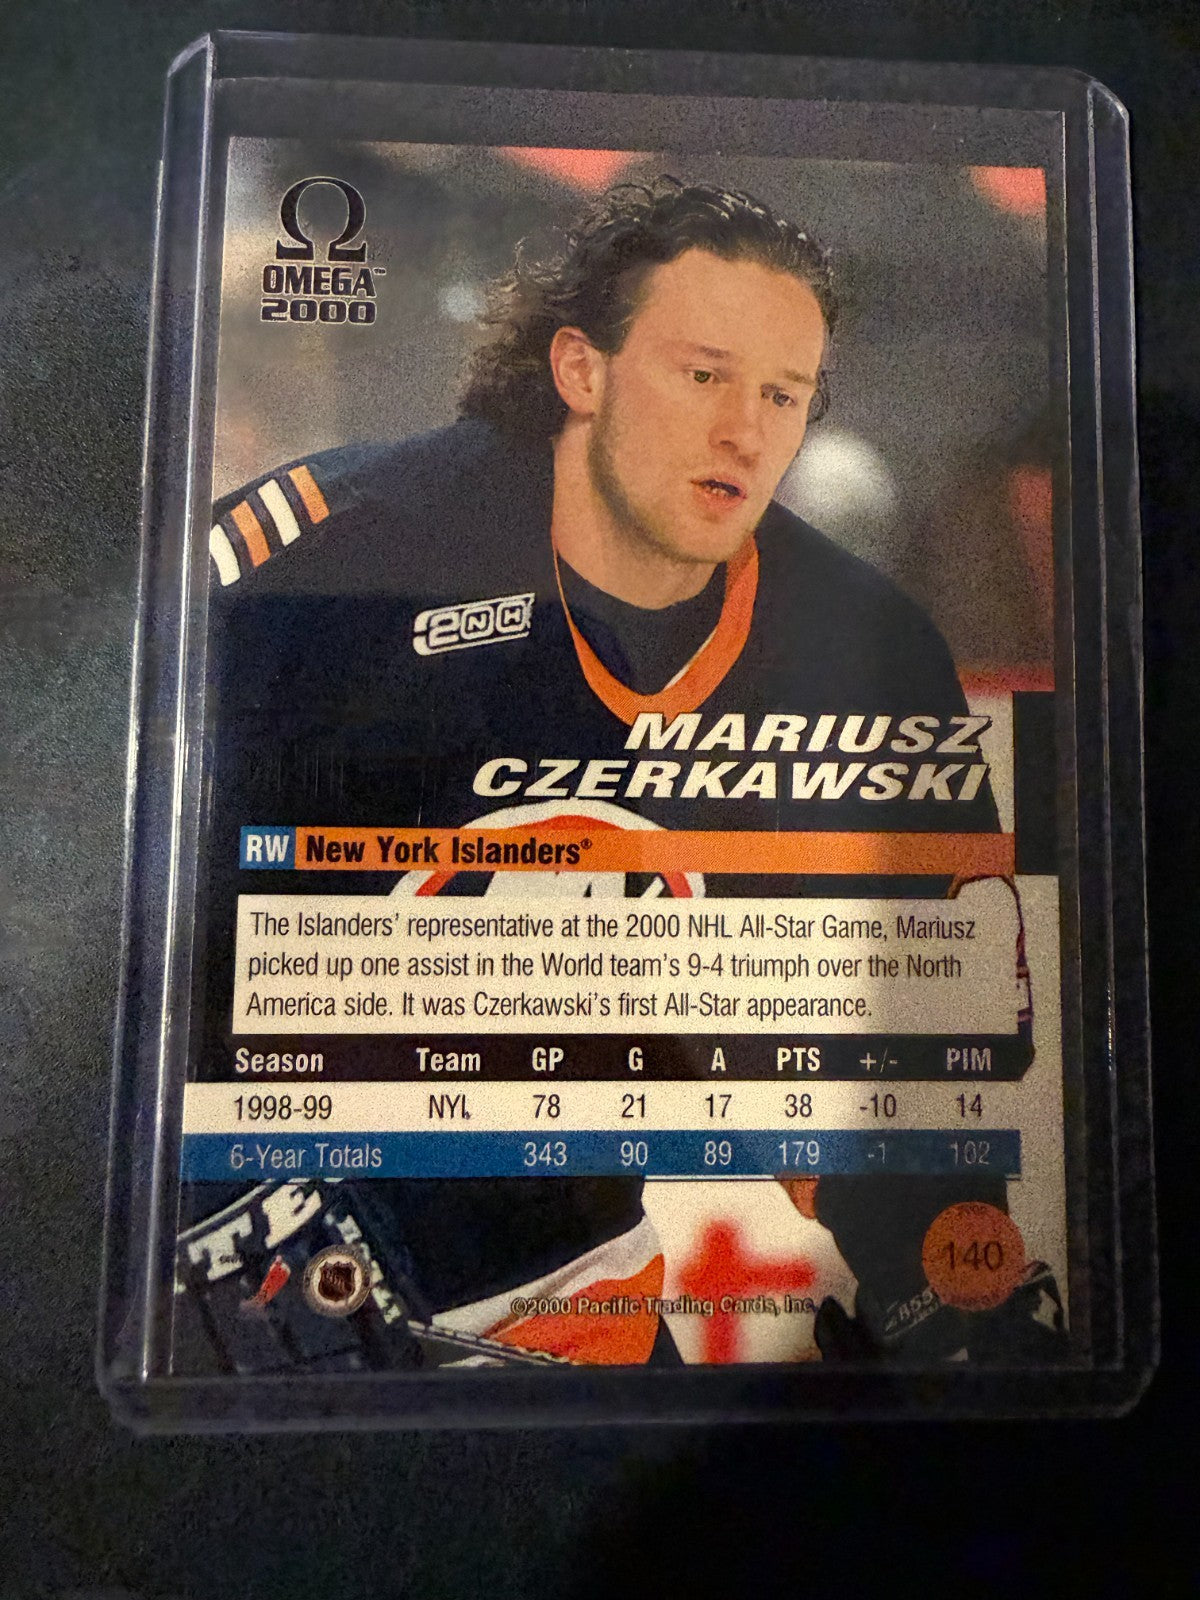 Ω
OMEGA™
2000
2NH
MARIUSZ
CZERKAWSKI
RW New York Islanders®
The Islanders' representative at the 2000 NHL All-Star Game, Mariusz
picked up one assist in the World team's 9-4 triumph over the North
America side. It was Czerkawski's first All-Star appearance.
Season Team GP G A PTS +/- PIM
1998-99 NYI 78 21 17 38 -10 14
6-Year Totals 343 90 89 179 -1 102
TE
140
©2000 Pacific Trading Cards, Inc.